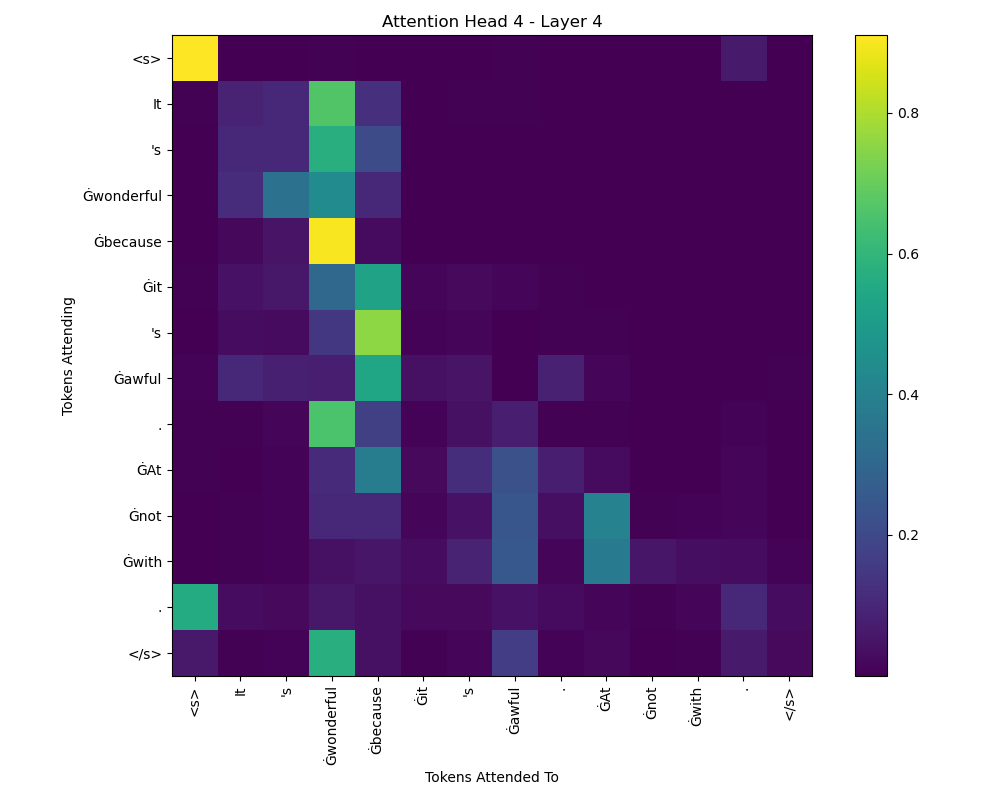 Attention Head 4 - Layer 4
Tokens Attending
<s>
It
's
Ġwonderful
Ġbecause
Ġit
's
Ġawful
.
ĠAt
Ġnot
Ġwith
.
</s>
<s>
It
's
Ġwonderful
Ġbecause
Ġit
's
Ġawful
.
ĠAt
Ġnot
Ġwith
.
</s>
Tokens Attended To
0.8
0.6
0.4
0.2